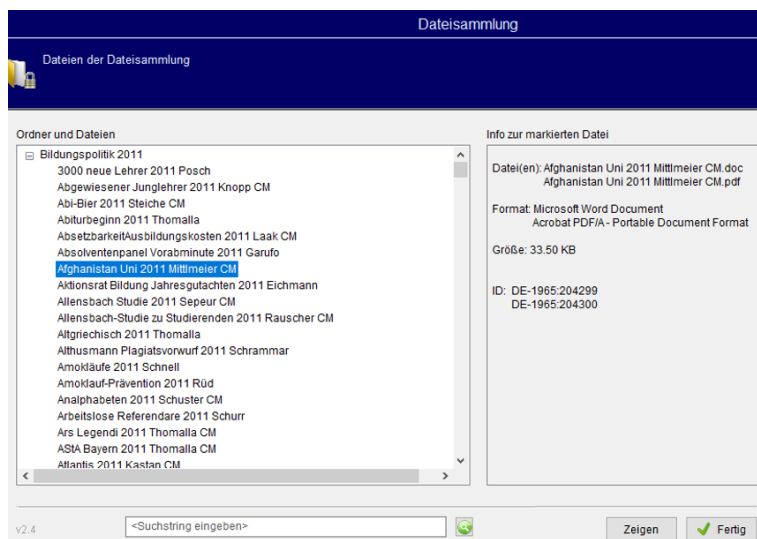 Dateisammlung
Dateien der Dateisammlung
Ordner und Dateien
Bildungspolitik 2011
3000 neue Lehrer 2011 Posch
Abgewiesener Junglehrer 2011 Knopp CM
Abi-Bier 2011 Steiche CM
Abiturbeginn 2011 Thomalla
AbsetzbarkeitAusbildungskosten 2011 Laak CM
Absolventenpanel Vorabminute 2011 Garufo
Afghanistan Uni 2011 Mittlmeier CM
Aktionsrat Bildung Jahresgutachten 2011 Eichmann
Allensbach Studie 2011 Sepeur CM
Allensbach-Studie zu Studierenden 2011 Rauscher CM
Altgriechisch 2011 Thomalla
Althusmann Plagiatsvorwurf 2011 Schrammar
Amokläufe 2011 Schnell
Amoklauf-Prävention 2011 Rüd
Analphabeten 2011 Schuster CM
Arbeitslose Referendare 2011 Schurr
Ars Legendi 2011 Thomalla CM
AStA Bayern 2011 Thomalla CM
Atlantis 2011 Kastan CM
Info zur markierten Datei
Datei(en): Afghanistan Uni 2011 Mittlmeier CM.doc
Afghanistan Uni 2011 Mittlmeier CM.pdf
Format: Microsoft Word Document
Acrobat PDF/A - Portable Document Format
Größe: 33.50 KB
ID: DE-1965:204299
DE-1965:204300
v2.4
<Suchstring eingeben>
Zeigen
Fertig